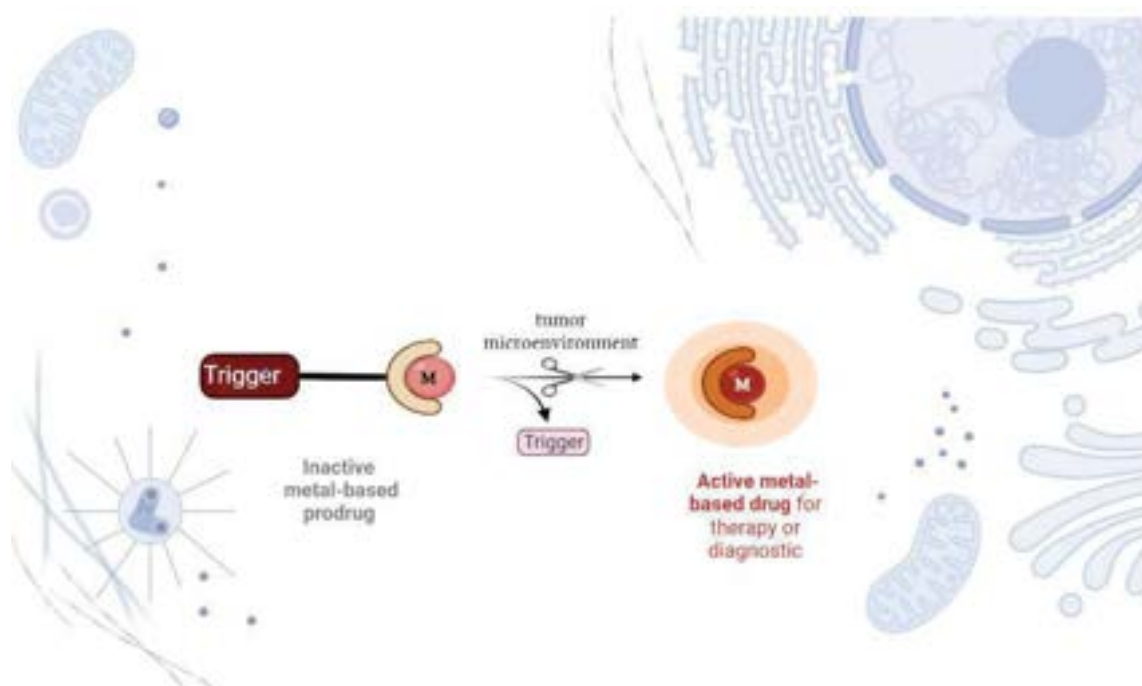 tumor
microenvironment
Trigger
M
M
Trigger
Inactive
metal-based
prodrug
Active metal-
based drug for
therapy or
diagnostic